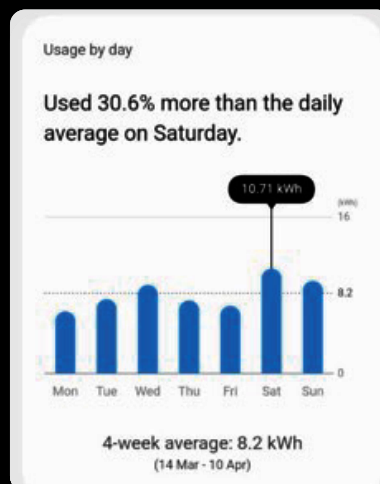 Usage by day
Used 30.6% more than the daily
average on Saturday.
10.71 kWh
(kWh)
16
8.2
0
Mon Tue Wed Thu Fri Sat Sun
4-week average: 8.2 kWh
(14 Mar - 10 Apr)